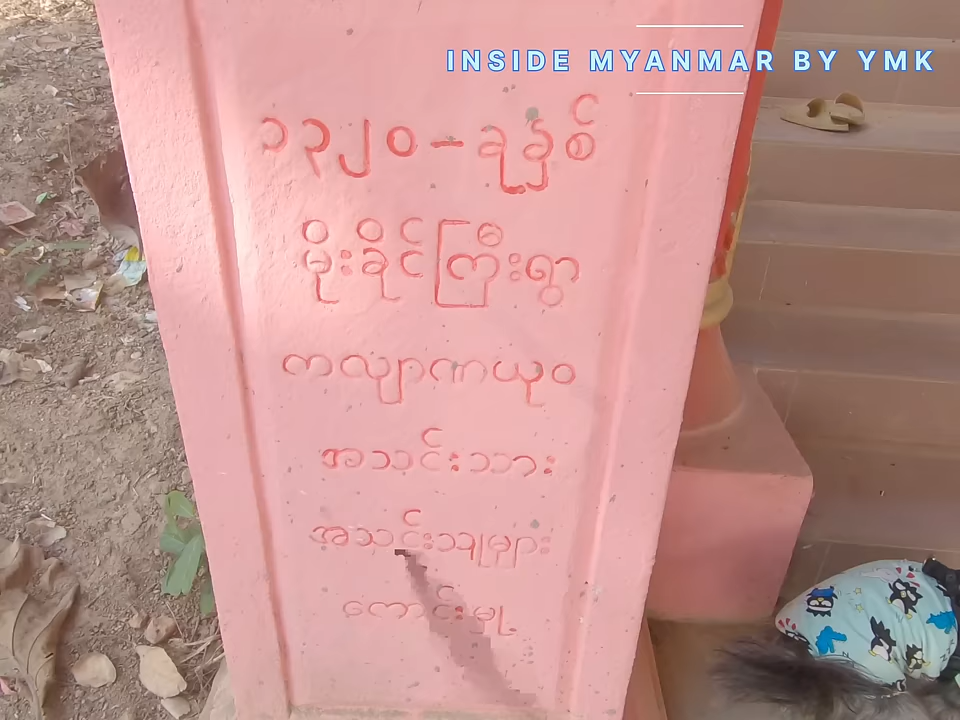 INSIDE MYANMAR BY YMK
၁၃၂၀-ခုနှစ်
မိုးခိုင်ကြီးရွာ
ကလျာဏယုဝ
အသင်းသား
အသင်းသူများ
ကောင်းမှု